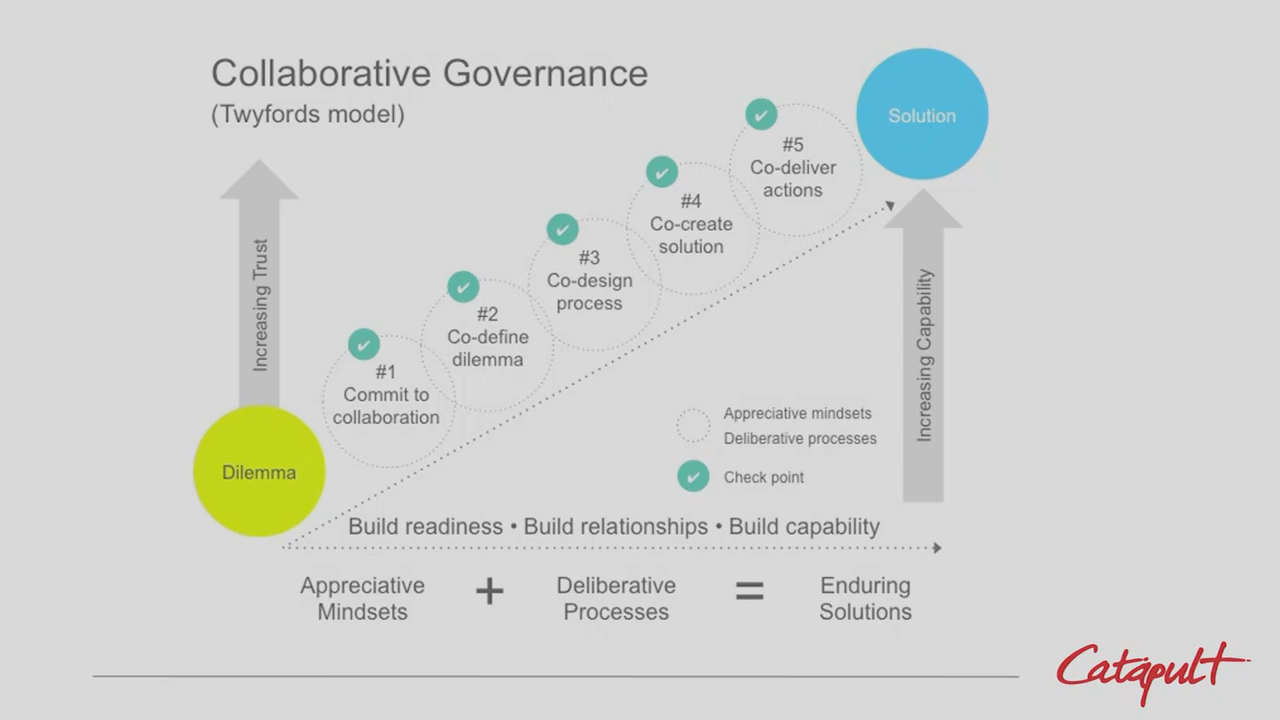 Collaborative Governance
(Twyfords model)
Solution
#5
Co-deliver
actions
#4
Co-create
solution
#3
Co-design
process
#2
Co-define
dilemma
#1
Commit to
collaboration
Increasing Trust
Increasing Capability
Dilemma
Appreciative mindsets
Deliberative processes
Check point
Build readiness • Build relationships • Build capability
Appreciative
Mindsets
+
Deliberative
Processes
=
Enduring
Solutions
Catapult